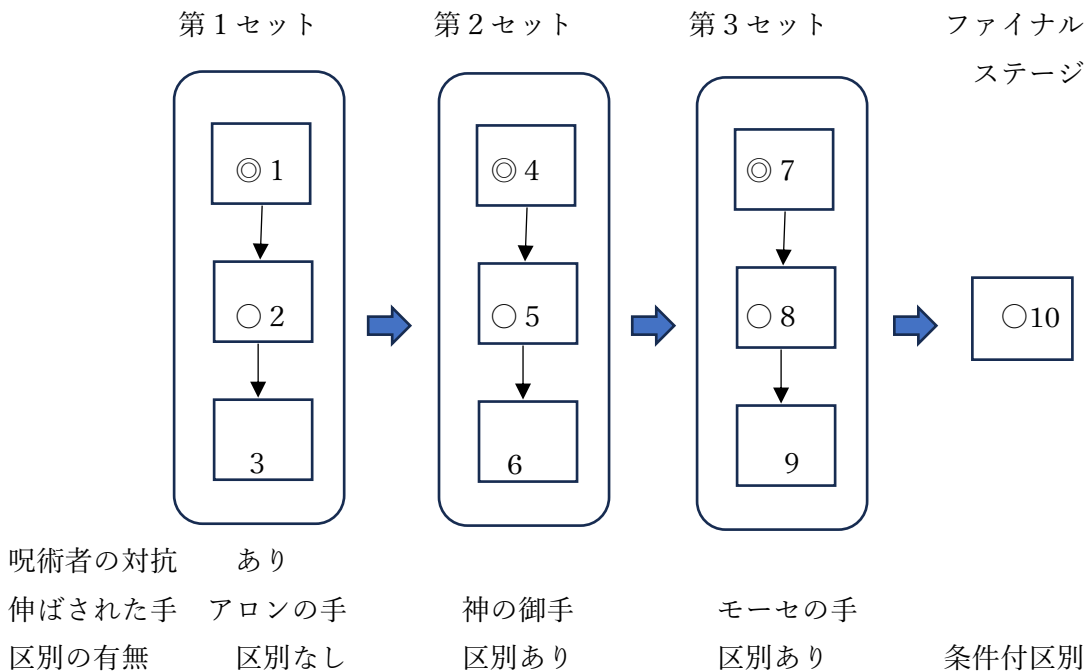 第1セット 第2セット 第3セット ファイナル
ステージ
◎1 ◎4 ◎7
○2 ○5 ○8 ○10
3 6 9
呪術者の対抗 あり
伸ばされた手 アロンの手 神の御手 モーセの手
区別の有無 区別なし 区別あり 区別あり 条件付区別